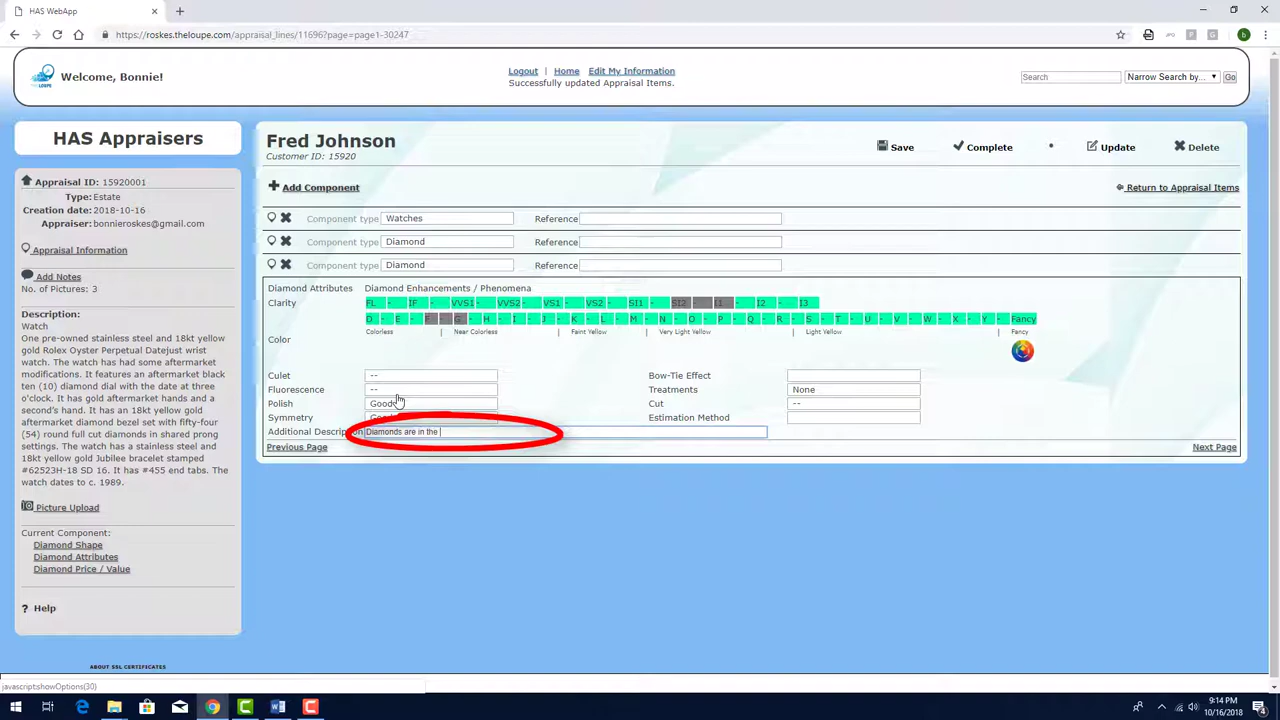 HAS WebApp
https://roskes.theloupe.com/appraisal_lines/11696?page=page1-30247
Welcome, Bonnie!
Logout | Home Edit My Information
Successfully updated Appraisal Items.
Search Narrow Search by... Go
HAS Appraisers
Appraisal ID: 15920001
Type: Estate
Creation date: 2018-10-16
Appraiser: bonnieroskes@gmail.com
Appraisal Information
Add Notes
No. of Pictures: 3
Description:
Watch
One pre-owned stainless steel and 18kt yellow
gold Rolex Oyster Perpetual Datejust wrist
watch. The watch has had some aftermarket
modifications. It features an aftermarket black
ten (10) diamond dial with the date at three
o'clock. It has gold aftermarket hands and a
second's hand. It has an 18kt yellow gold
aftermarket diamond bezel set with fifty-four
(54) round full cut diamonds in shared prong
settings. The watch has a stainless steel and
18kt yellow gold Jubilee bracelet stamped
#62523H-18 SD 16. It has #455 end tabs. The
watch dates to c. 1989.
Picture Upload
Current Component:
Diamond Shape
Diamond Attributes
Diamond Price / Value
? Help
Fred Johnson
Customer ID: 15920
Save Complete • Update Delete
Add Component
Return to Appraisal Items
Component type Watches Reference
Component type Diamond Reference
Component type Diamond Reference
Diamond Attributes Diamond Enhancements / Phenomena
Clarity FL - IF - VVS1 - VVS2 - VS1 - VS2 - SI1 - SI2 - I1 - I2 - I3
D - E - F - G - H - I - J - K - L - M - N - O - P - Q - R - S - T - U - V - W - X - Y - Fancy
Colorless | Near Colorless | Faint Yellow | Very Light Yellow | Light Yellow | Fancy
Color
Culet -- Bow-Tie Effect
Fluorescence -- Treatments None
Polish Good Cut --
Symmetry Good Estimation Method
Additional Description Diamonds are in the
Previous Page Next Page
ABOUT SSL CERTIFICATES
javascript:showOptions(30)
9:14 PM
10/16/2018